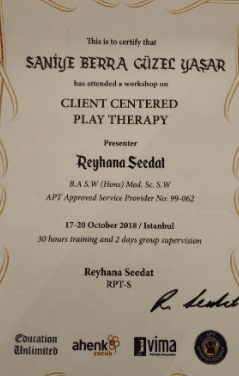 This is to certify that
SANİYE BERRA GÜZEL YAŞAR
has attended a workshop on
CLIENT CENTERED
PLAY THERAPY
Presenter
Reyhana Seedat
B.A S.W (Hons) Med. Sc. S.W
APT Approved Service Provider No: 99-062
17-20 October 2018 / Istanbul
30 hours training and 2 days group supervision
Reyhana Seedat
RPT-S
Education
Unlimited
ahenk
çocuk
vima